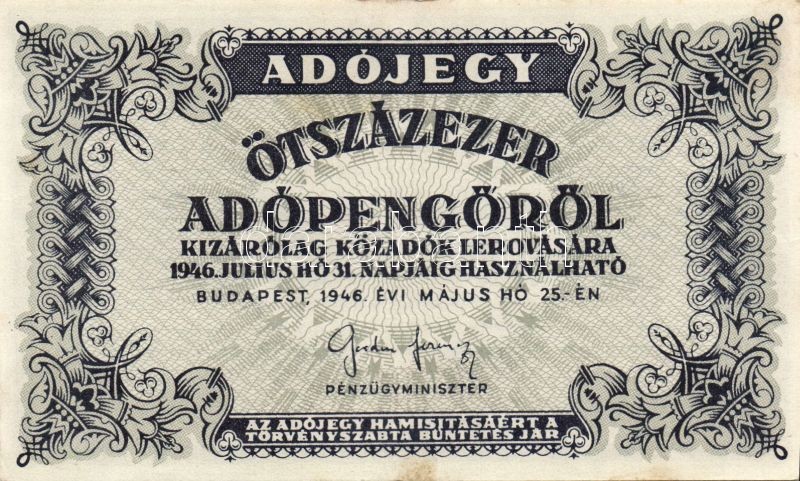 ADÓJEGY
ÖTSZÁZEZER
ADÓPENGŐRŐL
KIZÁRÓLAG KÖZADÓK LEROVÁSÁRA
1946. JULIUS HÓ 31. NAPJÁIG HASZNÁLHATÓ
BUDAPEST, 1946. ÉVI MÁJUS HÓ 25.-ÉN
PÉNZÜGYMINISZTER
AZ ADÓJEGY HAMISITÁSÁÉRT A
TÖRVÉNYSZABTA BÜNTETÉS JÁR